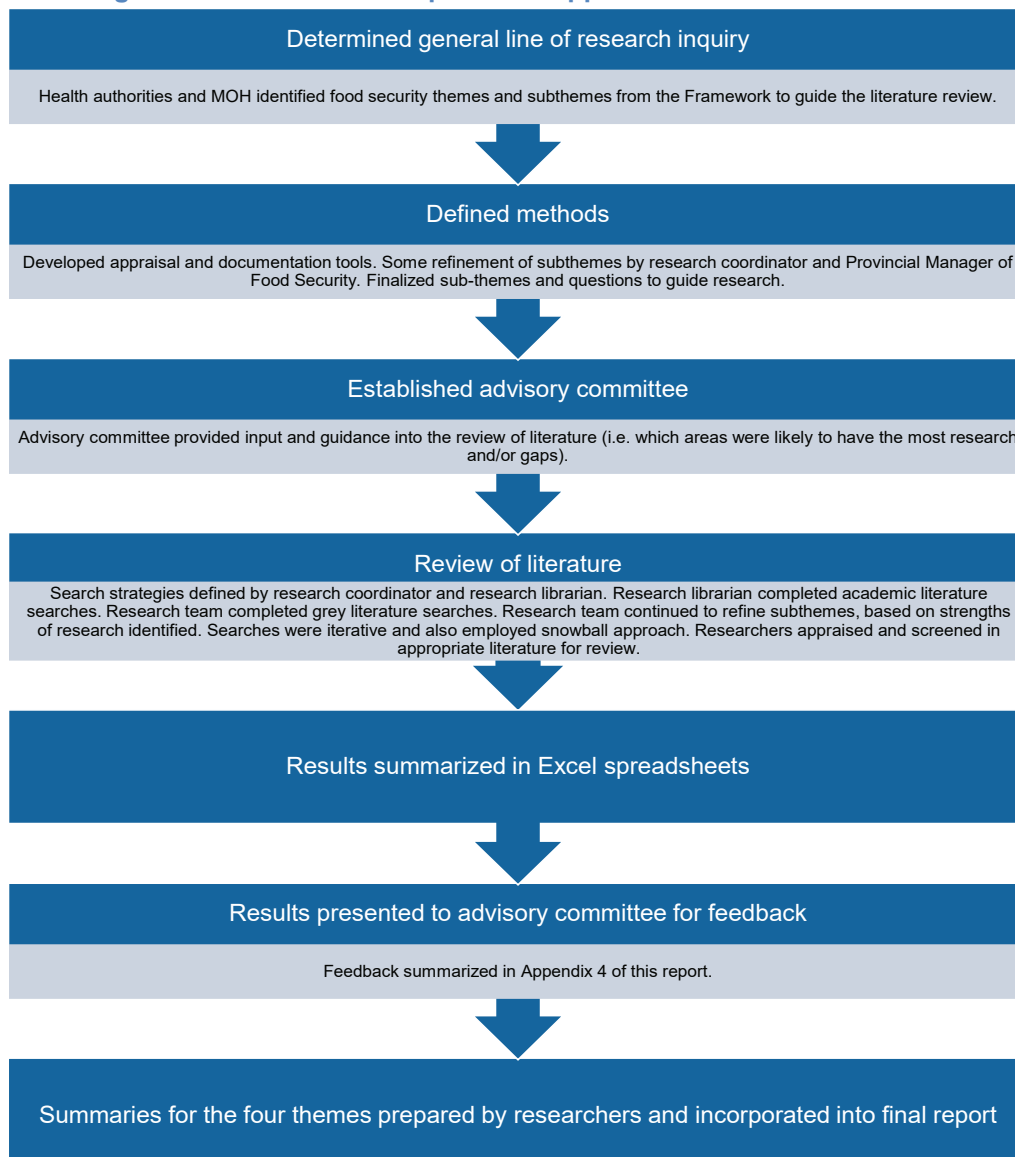 Determined general line of research inquiry
Health authorities and MOH identified food security themes and subthemes from the Framework to guide the literature review.
Defined methods
Developed appraisal and documentation tools. Some refinement of subthemes by research coordinator and Provincial Manager of
Food Security. Finalized sub-themes and questions to guide research.
Established advisory committee
Advisory committee provided input and guidance into the review of literature (i.e. which areas were likely to have the most research
and/or gaps).
Review of literature
Search strategies defined by research coordinator and research librarian. Research librarian completed academic literature
searches. Research team completed grey literature searches. Research team continued to refine subthemes, based on strengths
of research identified. Searches were iterative and also employed snowball approach. Researchers appraised and screened in
appropriate literature for review.
Results summarized in Excel spreadsheets
Results presented to advisory committee for feedback
Feedback summarized in Appendix 4 of this report.
Summaries for the four themes prepared by researchers and incorporated into final report